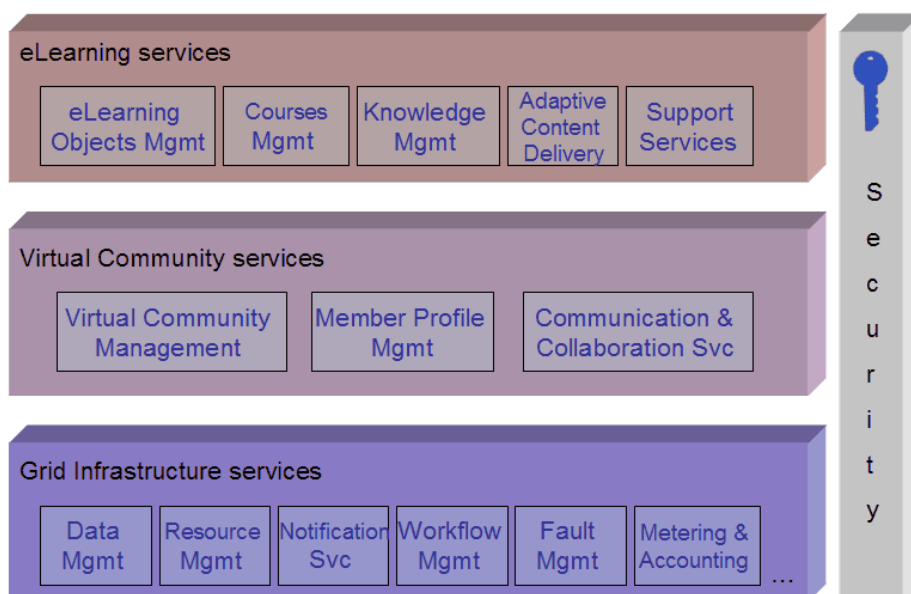 eLearning services
eLearning
Objects Mgmt
Courses
Mgmt
Knowledge
Mgmt
Adaptive
Content
Delivery
Support
Services
Virtual Community services
Virtual Community
Management
Member Profile
Mgmt
Communication &
Collaboration Svc
Grid Infrastructure services
Data
Mgmt
Resource
Mgmt
Notification
Svc
Workflow
Mgmt
Fault
Mgmt
Metering &
Accounting
...
Security